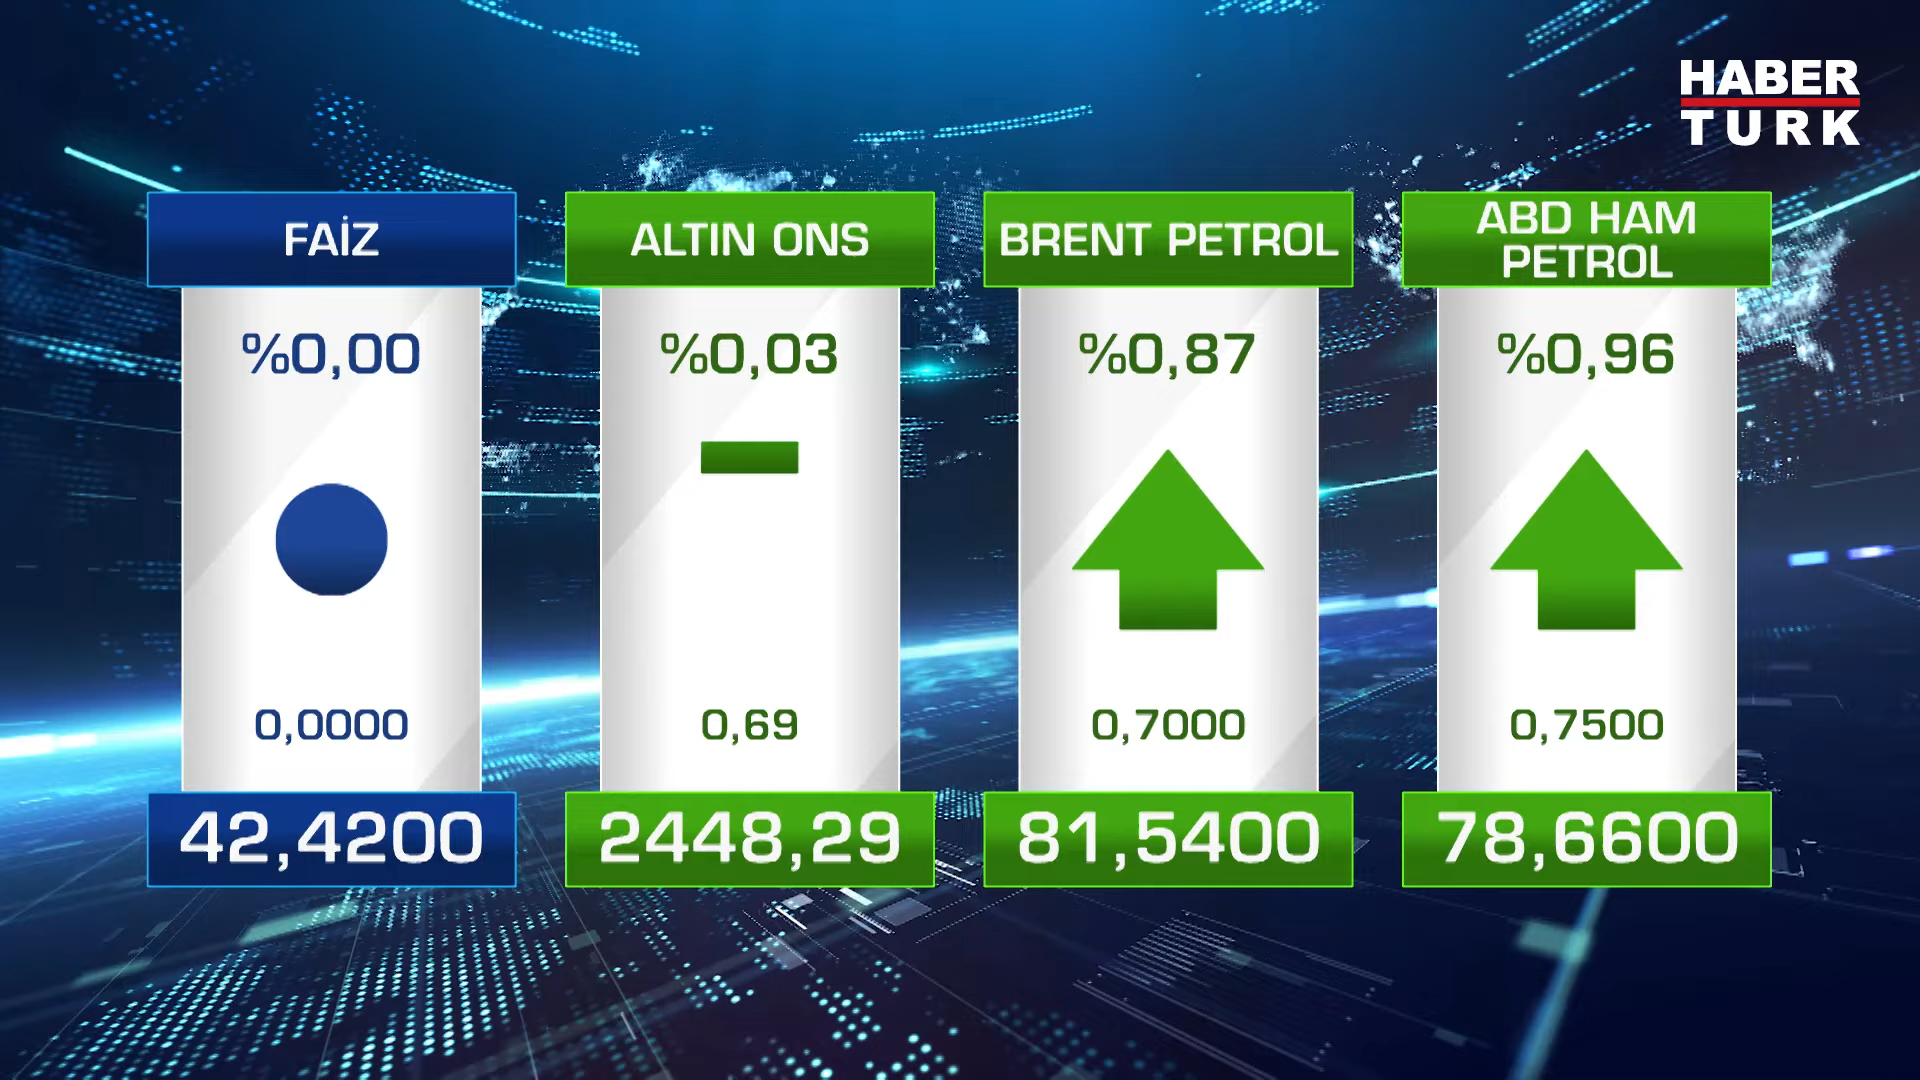 HABER
TURK
FAİZ
%0,00
0,0000
42,4200
ALTIN ONS
%0,03
0,69
2448,29
BRENT PETROL
%0,87
0,7000
81,5400
ABD HAM
PETROL
%0,96
0,7500
78,6600